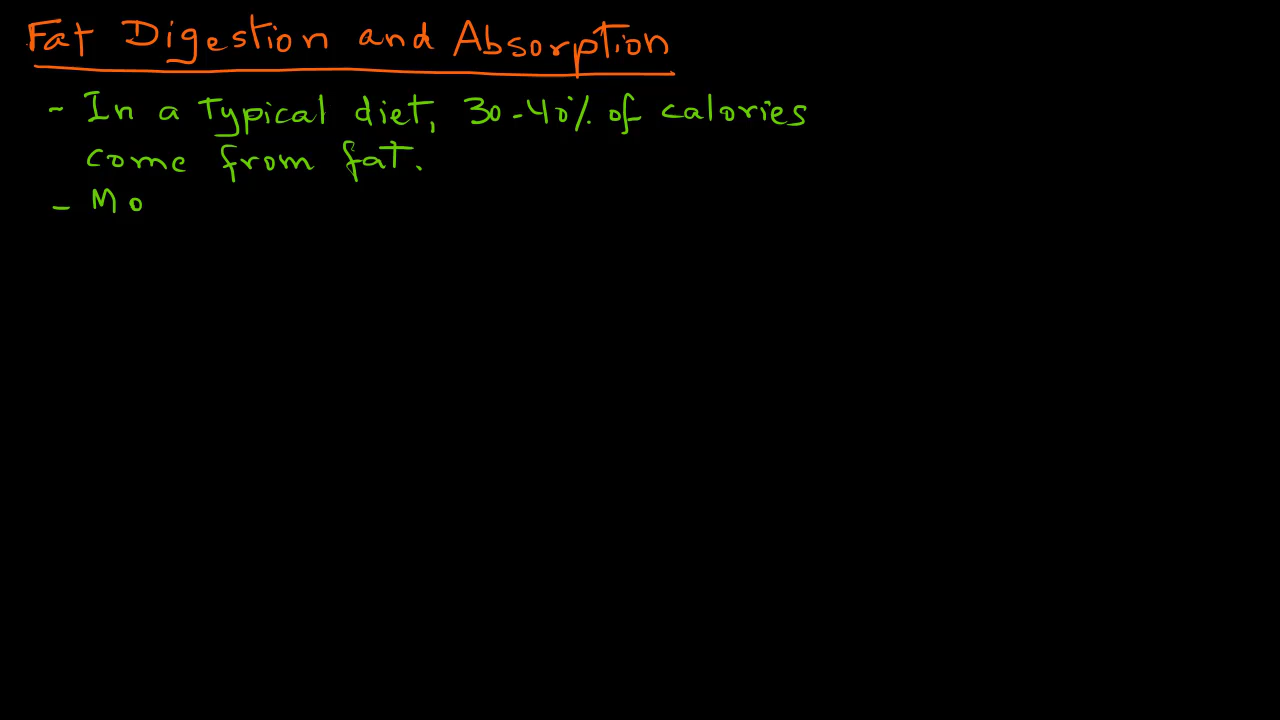 Fat Digestion and Absorption
- In a typical diet, 30-40% of calories
come from fat.
- Mo